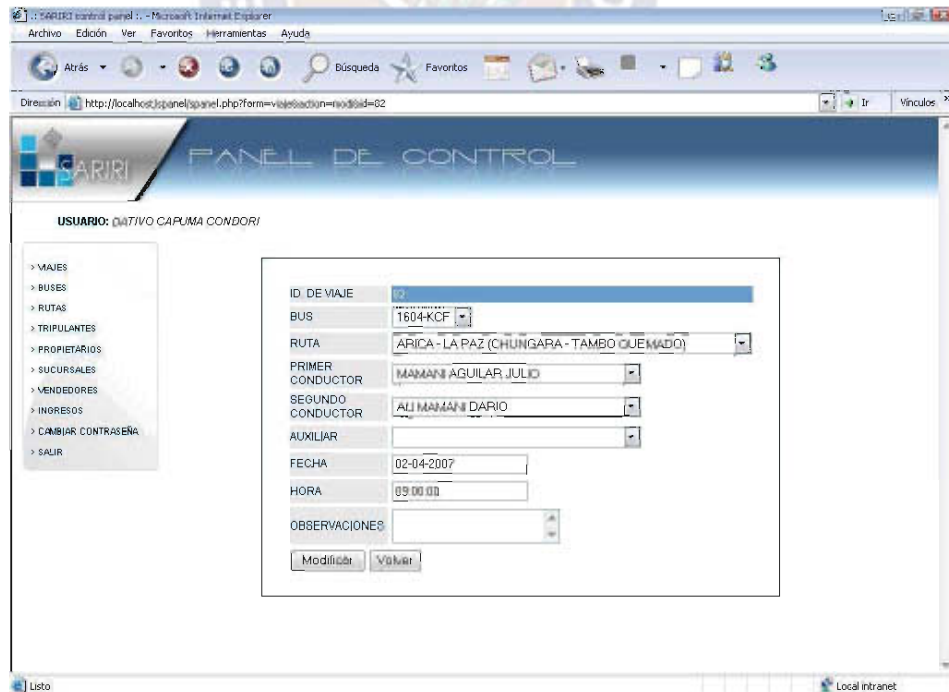 .: SARIRI control panel :. - Microsoft Internet Explorer
Archivo Edición Ver Favoritos Herramientas Ayuda
Atrás Búsqueda Favoritos
Dirección http://localhost/spanel/spanel.php?form=viajes&action=modi&id=82
Ir Vínculos
SARIRI
PANEL DE CONTROL
USUARIO: DATIVO CAPUMA CONDORI
> VIAJES
> BUSES
> RUTAS
> TRIPULANTES
> PROPIETARIOS
> SUCURSALES
> VENDEDORES
> INGRESOS
> CAMBIAR CONTRASEÑA
> SALIR
ID. DE VIAJE 82
BUS 1604-KCF
RUTA ARICA - LA PAZ (CHUNGARA - TAMBO QUEMADO)
PRIMER CONDUCTOR MAMANI AGUILAR JULIO
SEGUNDO CONDUCTOR ALI MAMANI DARIO
AUXILIAR
FECHA 02-04-2007
HORA 09:00:00
OBSERVACIONES
Modificar Volver
Listo Local intranet